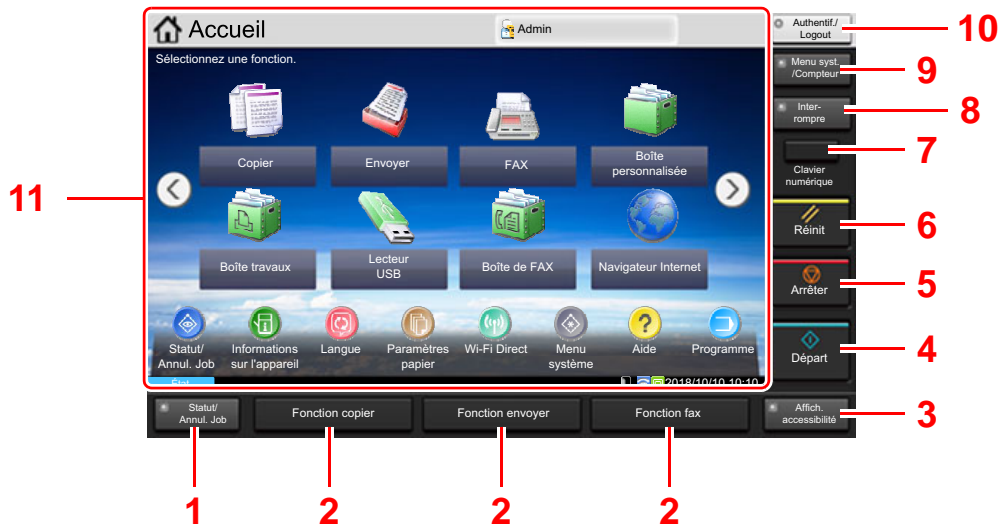 Accueil
Admin
Authentif./
Logout
10
Sélectionnez une fonction.
Menu syst.
/Compteur
9
Inter-
rompre
8
7
Clavier
numérique
Copier
Envoyer
FAX
Boîte
personnalisée
11
Réinit
6
Boîte travaux
Lecteur
USB
Boîte de FAX
Navigateur Internet
Arrêter
5
Statut/
Annul. Job
Informations
sur l'appareil
Langue
Paramètres
papier
Wi-Fi Direct
Menu
système
?
Aide
Programme
Départ
4
État
2018/10/10 10:10
Statut/
Annul. Job
Fonction copier
Fonction envoyer
Fonction fax
Affich.
accessibilité
3
1
2
2
2